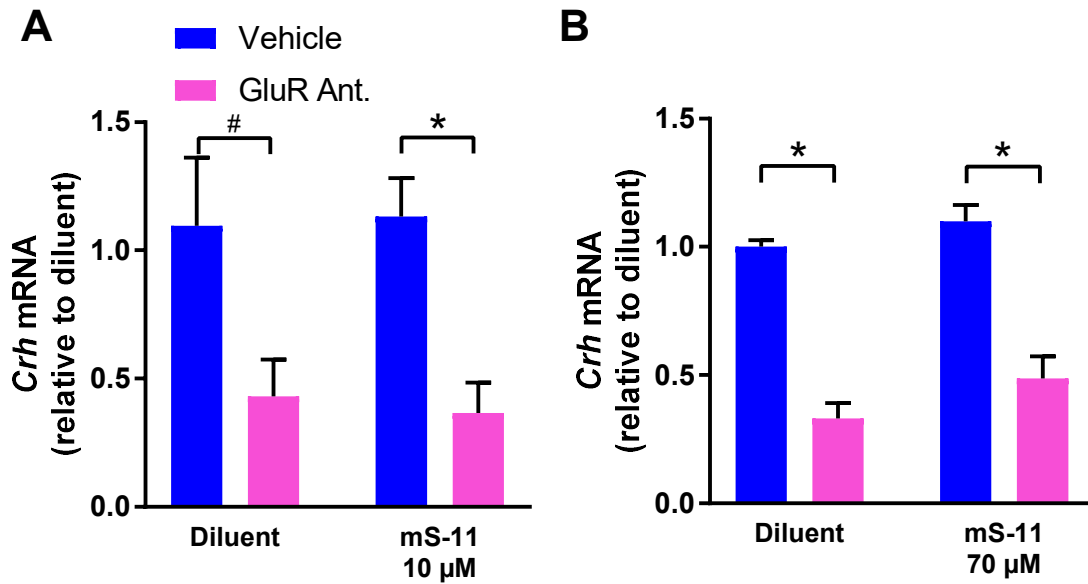 A
Vehicle
GluR Ant.
Crh mRNA
(relative to diluent)
1.5
1.0
0.5
0.0
#
*
Diluent
mS-11
10 µM
B
Crh mRNA
(relative to diluent)
1.5
1.0
0.5
0.0
*
*
Diluent
mS-11
70 µM